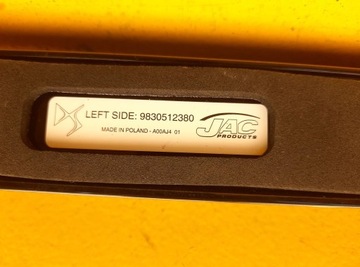 LEFT SIDE: 9830512380
MADE IN POLAND - A00AJ4 01
JAC
PRODUCTS